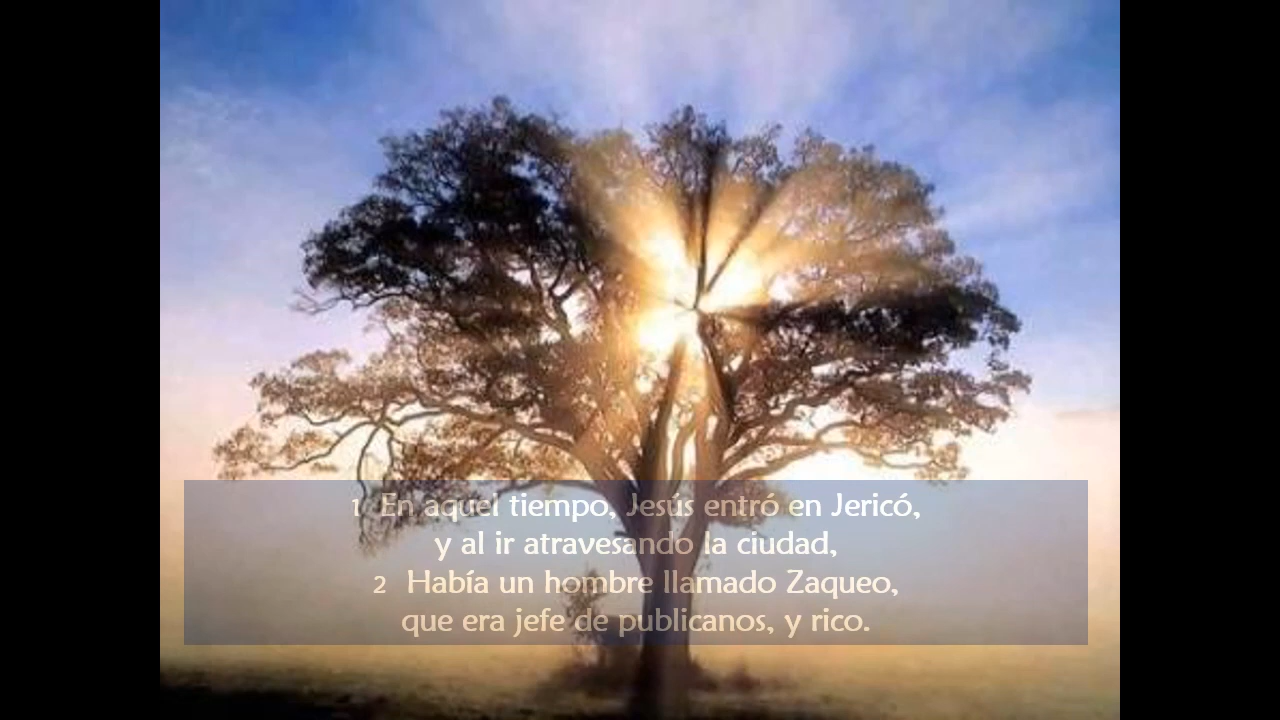 1 En aquel tiempo, Jesús entró en Jericó,
y al ir atravesando la ciudad,
2 Había un hombre llamado Zaqueo,
que era jefe de publicanos, y rico.